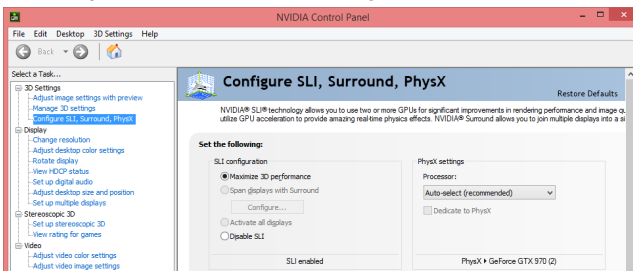 NVIDIA Control Panel
File Edit Desktop 3D Settings Help
Back
Select a Task...
3D Settings
Adjust image settings with preview
Manage 3D settings
Configure SLI, Surround, PhysX
Display
Change resolution
Adjust desktop color settings
Rotate display
View HDCP status
Set up digital audio
Adjust desktop size and position
Set up multiple displays
Stereoscopic 3D
Set up stereoscopic 3D
View rating for games
Video
Adjust video color settings
Adjust video image settings
Configure SLI, Surround, PhysX
Restore Defaults
NVIDIA® SLI® technology allows you to use two or more GPUs for significant improvements in rendering performance and image qu
utilize GPU acceleration to provide amazing real-time physics effects. NVIDIA® Surround allows you to join multiple displays into a si
Set the following:
SLI configuration
Maximize 3D performance
Span displays with Surround
Configure...
Activate all displays
Disable SLI
SLI enabled
PhysX settings
Processor:
Auto-select (recommended)
Dedicate to PhysX
PhysX GeForce GTX 970 (2)